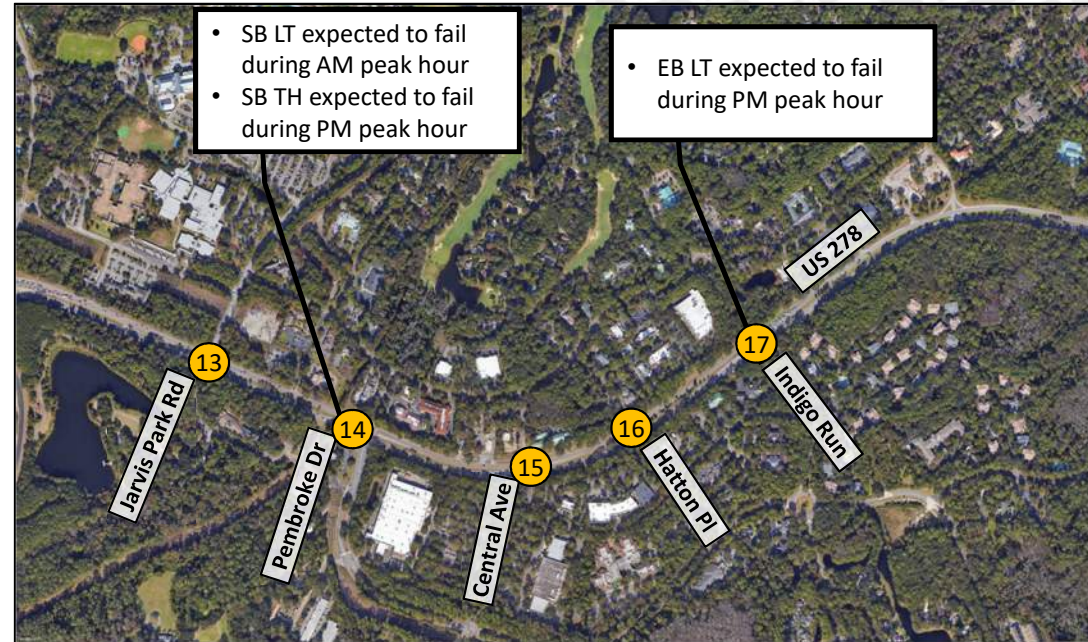 • SB LT expected to fail
during AM peak hour
• SB TH expected to fail
during PM peak hour
• EB LT expected to fail
during PM peak hour
US 278
13
Jarvis Park Rd
14
Pembroke Dr
15
Central Ave
16
Hatton Pl
17
Indigo Run